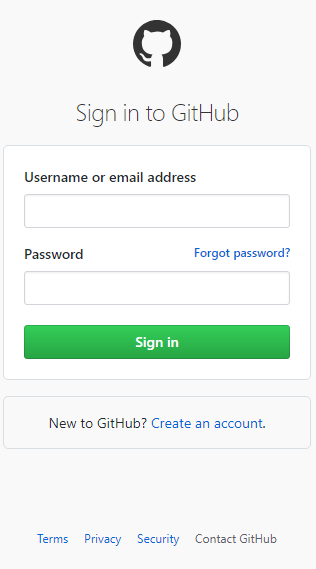 Sign in to GitHub
Username or email address
Password Forgot password?
Sign in
New to GitHub? Create an account.
Terms Privacy Security Contact GitHub